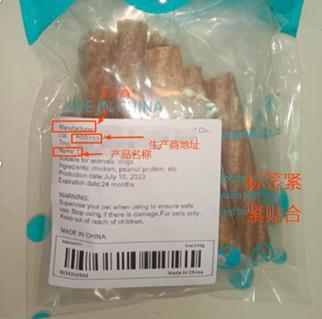 生产商
MADE IN CHINA
Manufacturer
Co.,
Ltd. Address
生产商地址
Name:
产品名称
Suitable for animals: dogs
Ingredients: chicken, peanut protein, etc.
Production date:July 10, 2023
Expiration date:24 months
标签紧
紧贴合
WARNING:
Supervise your pet when using to ensure safe
use. Stop using if there is damage.For pets only.
Keep out of reach of children.
Made In China